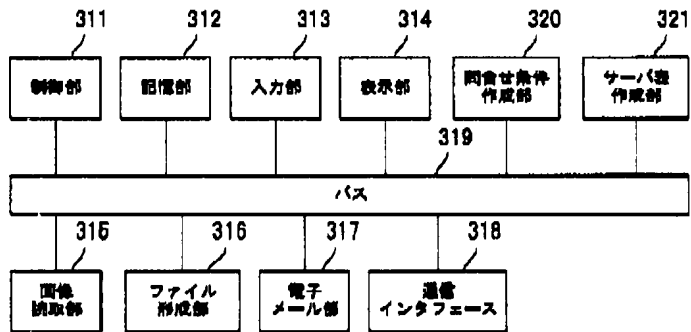 311
312
313
314
320
321
制御部
記憶部
入力部
表示部
問合せ条件
作成部
サーバ表
作成部
319
バス
315
316
317
318
画像
読取部
ファイル
形成部
電子
メール部
通信
インタフェース